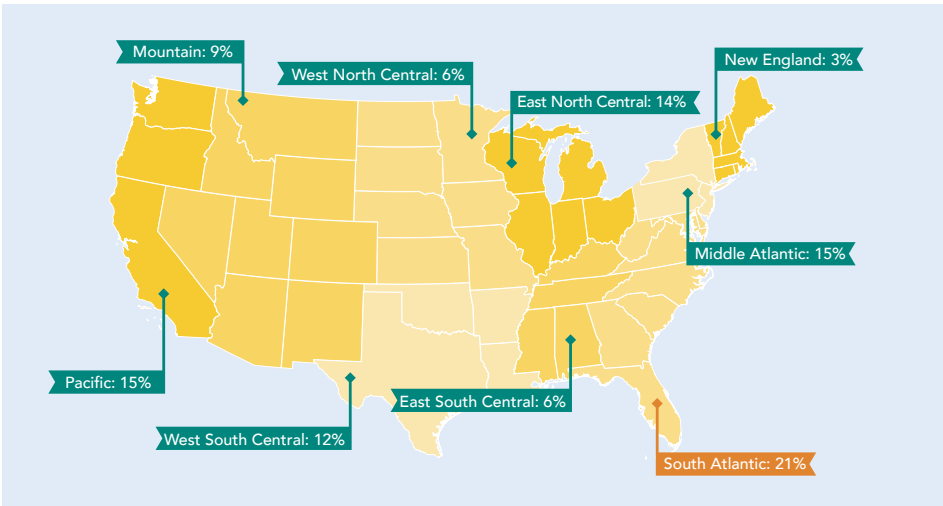 Mountain: 9%
New England: 3%
West North Central: 6%
East North Central: 14%
Middle Atlantic: 15%
Pacific: 15%
East South Central: 6%
West South Central: 12%
South Atlantic: 21%